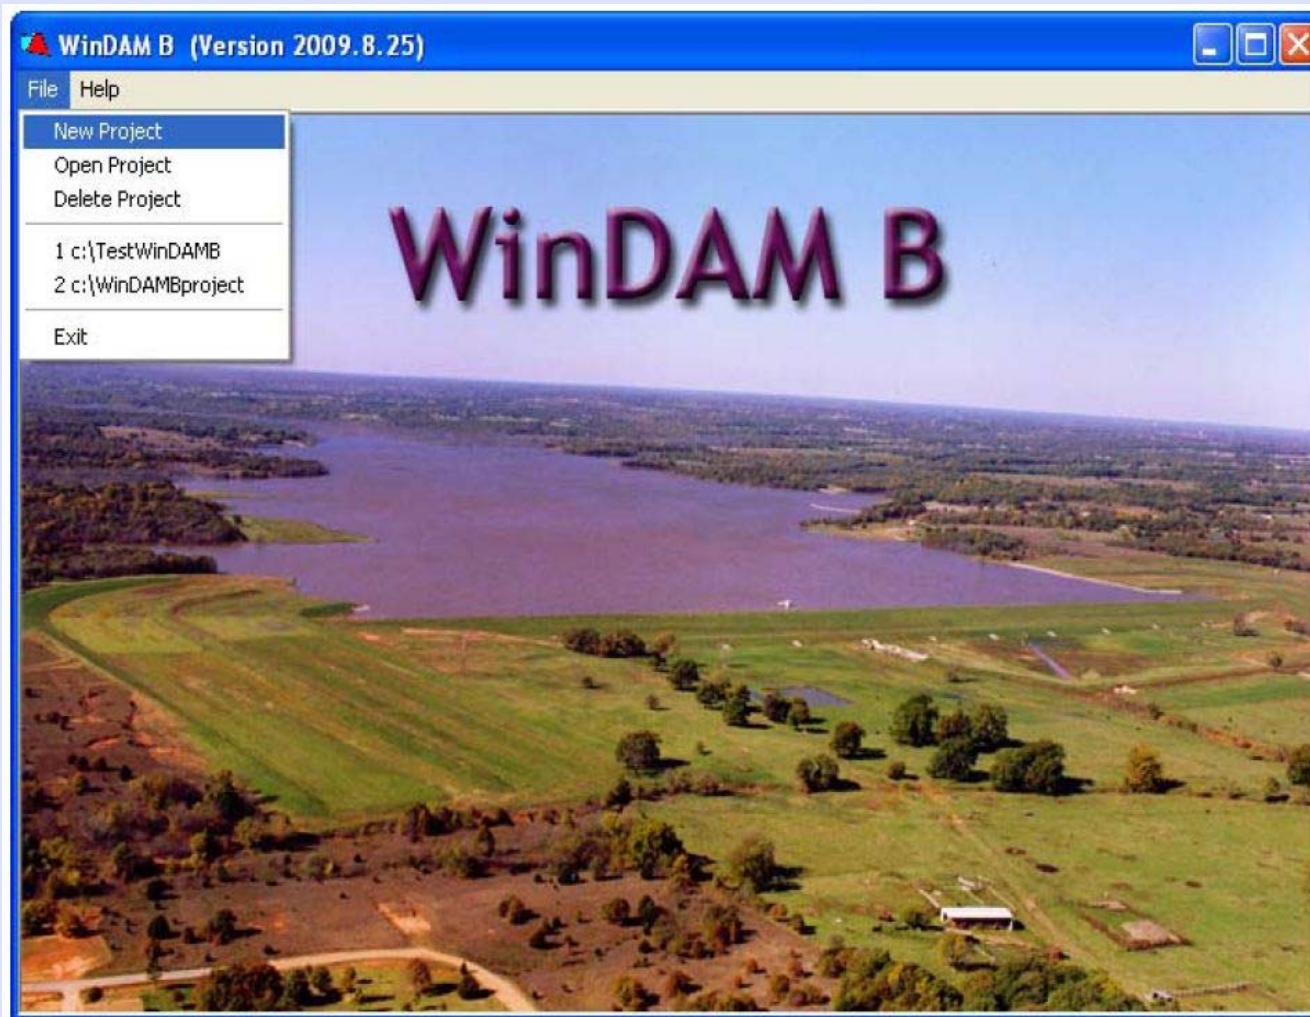 WinDAM B (Version 2009.8.25)
File Help
New Project
Open Project
Delete Project
1 c:\TestWinDAMB
2 c:\WinDAMBproject
Exit
WinDAM B